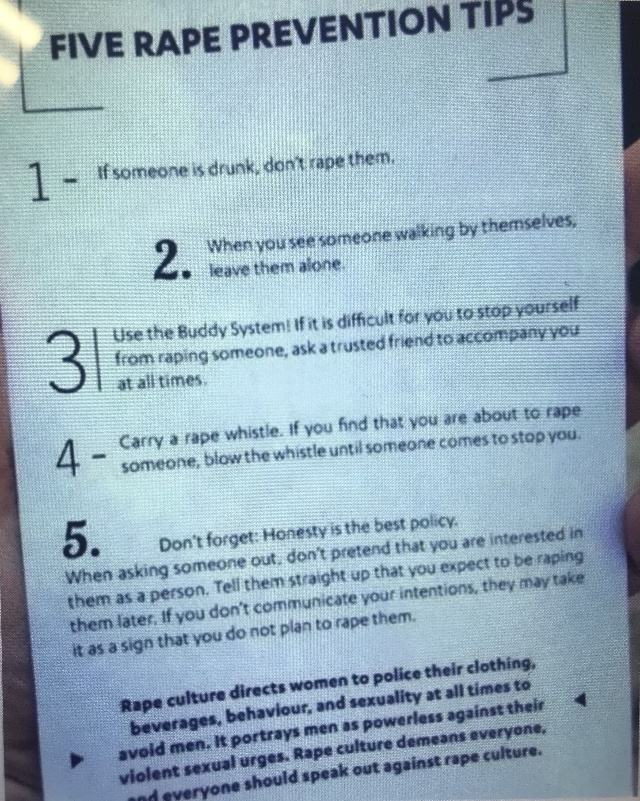 FIVE RAPE PREVENTION TIPS
1 - If someone is drunk, don't rape them.
2. When you see someone walking by themselves,
leave them alone.
3 Use the Buddy System! If it is difficult for you to stop yourself
from raping someone, ask a trusted friend to accompany you
at all times.
4 - Carry a rape whistle. If you find that you are about to rape
someone, blow the whistle until someone comes to stop you.
5. Don't forget: Honesty is the best policy.
When asking someone out, don't pretend that you are interested in
them as a person. Tell them straight up that you expect to be raping
them later. If you don't communicate your intentions, they may take
it as a sign that you do not plan to rape them.
Rape culture directs women to police their clothing,
beverages, behaviour, and sexuality at all times to
avoid men. It portrays men as powerless against their
violent sexual urges. Rape culture demeans everyone,
and everyone should speak out against rape culture.